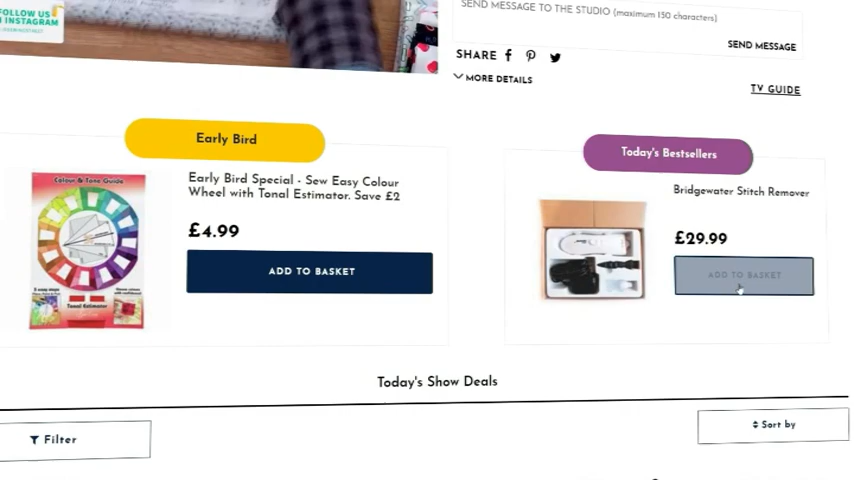 FOLLOW US
INSTAGRAM
SEND MESSAGE TO THE STUDIO (maximum 150 characters)
SEND MESSAGE
SHARE
MORE DETAILS
TV GUIDE
Early Bird
Today's Bestsellers
Colour & Tone Guide
Early Bird Special - Sew Easy Colour
Wheel with Tonal Estimator. Save £2
£4.99
ADD TO BASKET
Tonal Estimator
Bridgewater Stitch Remover
£29.99
ADD TO BASKET
Today's Show Deals
Filter
Sort by